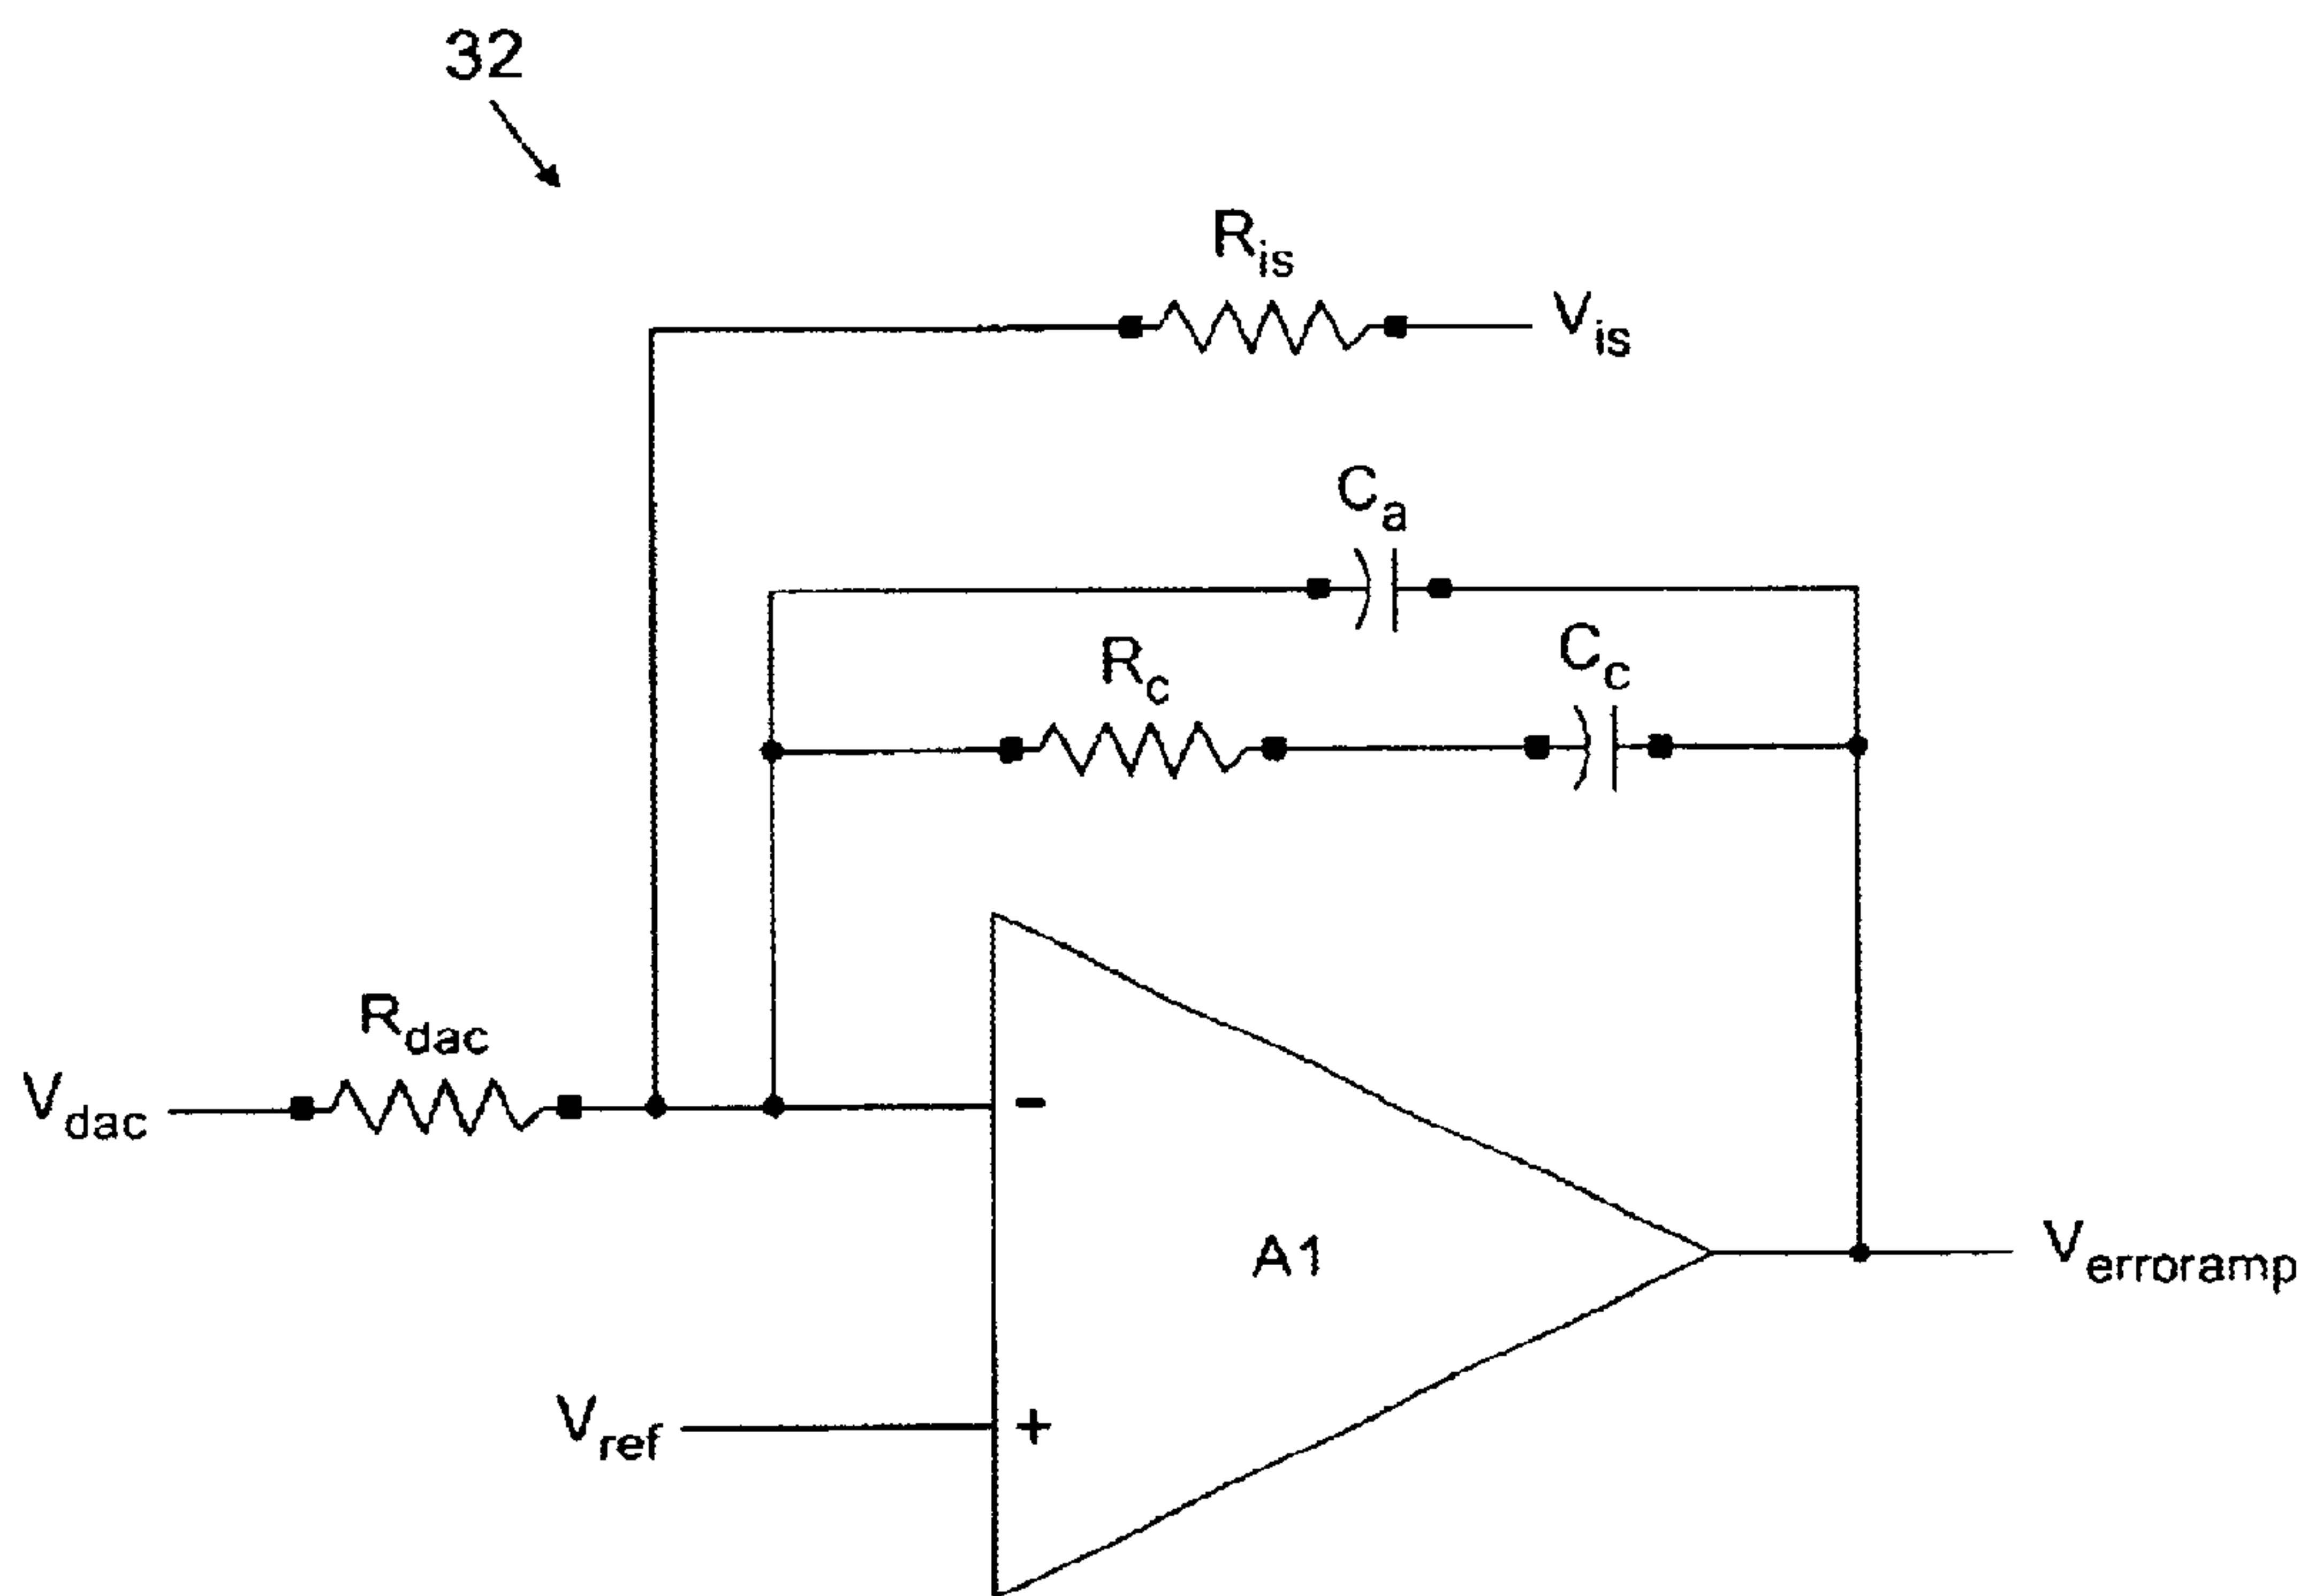 32
R_is
V_is
C_a
R_c
C_c
R_dac
V_dac
-
A1
V_erroramp
V_ref
+